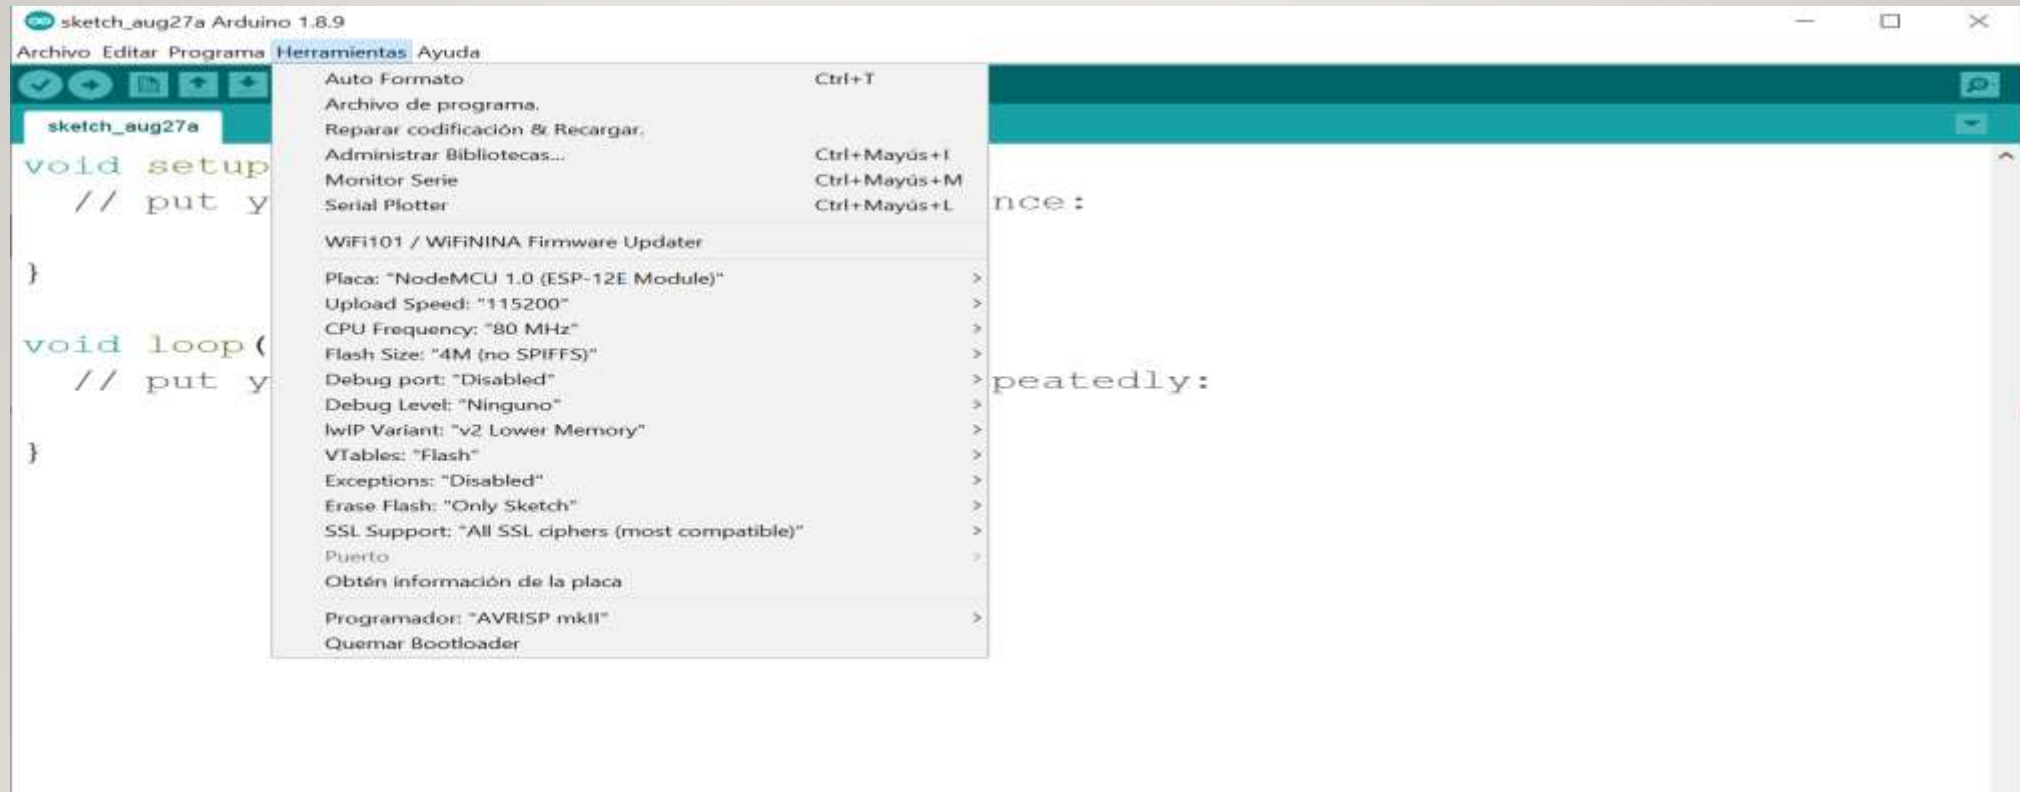 sketch_aug27a Arduino 1.8.9
Archivo Editar Programa Herramientas Ayuda
sketch_aug27a
Auto Formato Ctrl+T
Archivo de programa.
Reparar codificación & Recargar.
Administrar Bibliotecas... Ctrl+Mayús+I
Monitor Serie Ctrl+Mayús+M
Serial Plotter Ctrl+Mayús+L
WiFi101 / WiFiNINA Firmware Updater
Placa: "NodeMCU 1.0 (ESP-12E Module)"
Upload Speed: "115200"
CPU Frequency: "80 MHz"
Flash Size: "4M (no SPIFFS)"
Debug port: "Disabled"
Debug Level: "Ninguno"
lwIP Variant: "v2 Lower Memory"
VTables: "Flash"
Exceptions: "Disabled"
Erase Flash: "Only Sketch"
SSL Support: "All SSL ciphers (most compatible)"
Puerto
Obtén información de la placa
Programador: "AVRISP mkII"
Quemar Bootloader
void setup
// put y nce:
}
void loop(
// put y peatedly:
}